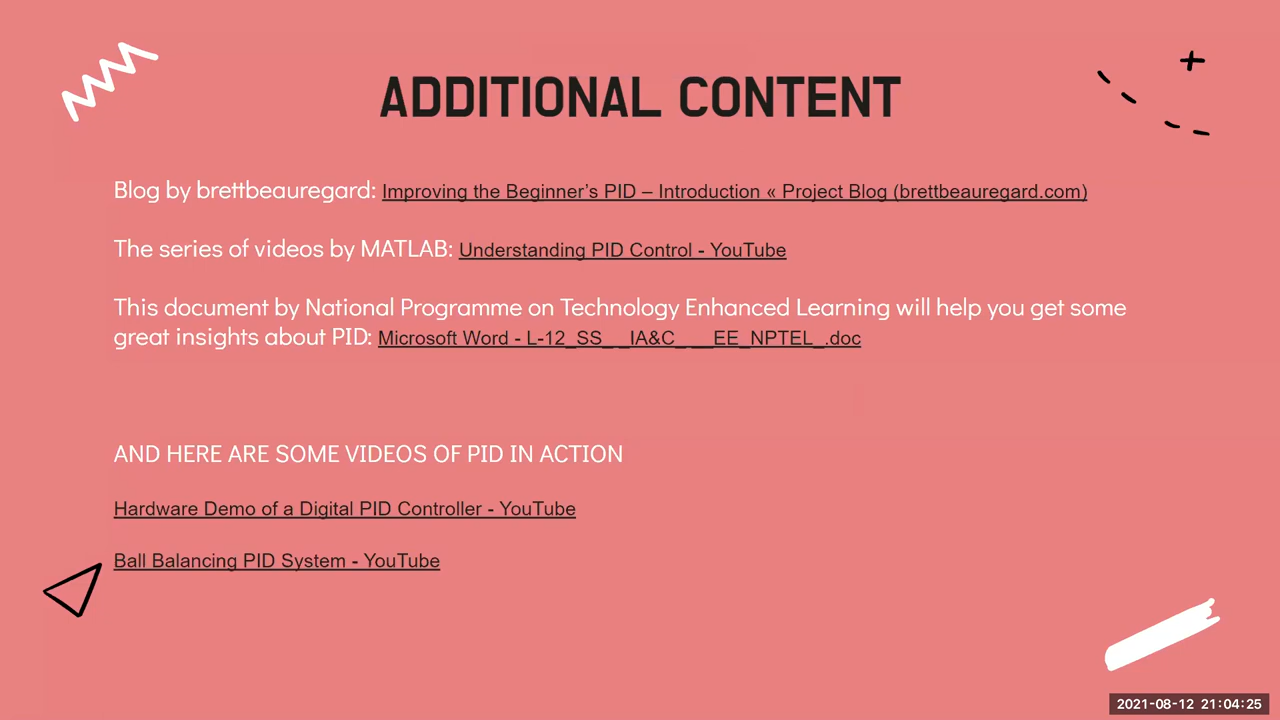 ADDITIONAL CONTENT
Blog by brettbeauregard: Improving the Beginner’s PID – Introduction « Project Blog (brettbeauregard.com)
The series of videos by MATLAB: Understanding PID Control - YouTube
This document by National Programme on Technology Enhanced Learning will help you get some
great insights about PID: Microsoft Word - L-12_SS__IA&C___EE_NPTEL_.doc
AND HERE ARE SOME VIDEOS OF PID IN ACTION
Hardware Demo of a Digital PID Controller - YouTube
Ball Balancing PID System - YouTube
2021-08-12 21:04:25